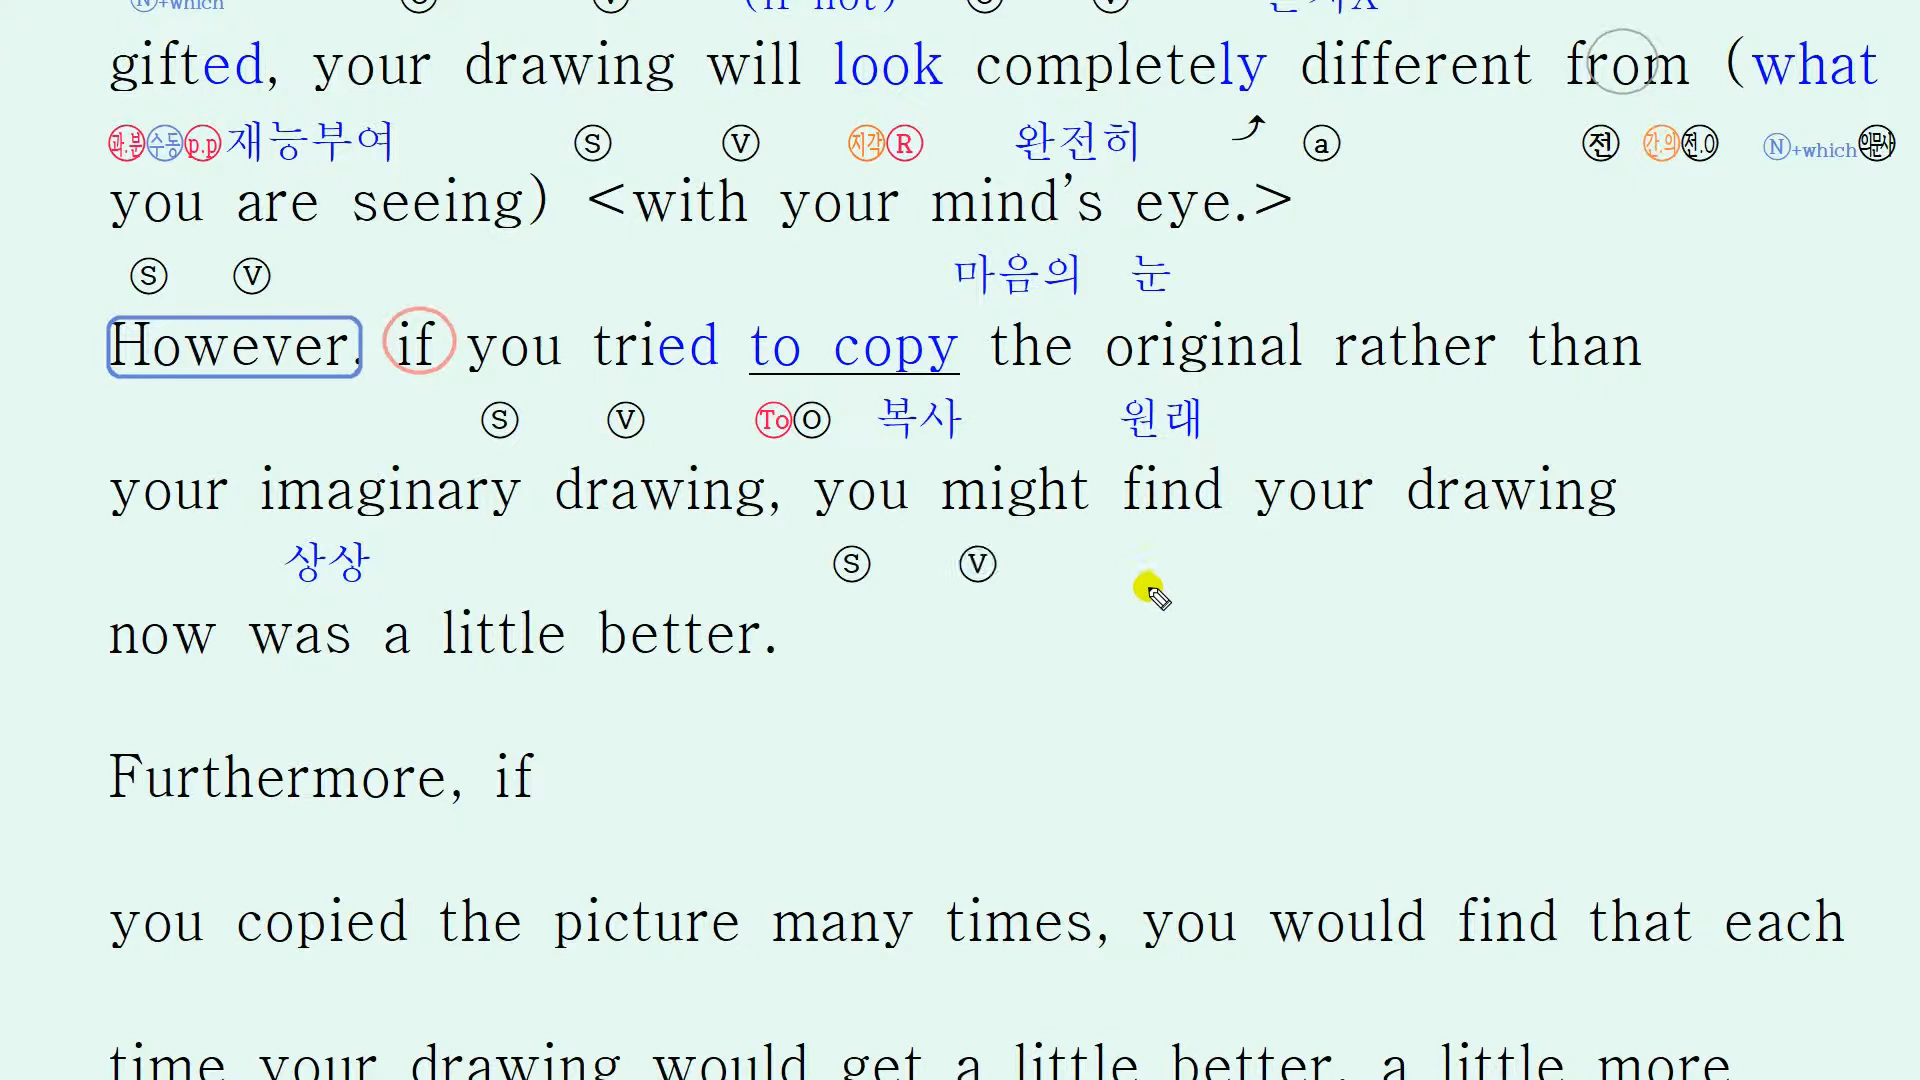 N+which S V (if not) S V
gifted, your drawing will look completely different from (what
과.분 수동 p.p 재능부여 S V 지각 R 완전히 a 전 간.의 전.O N+which 의문사
you are seeing) <with your mind's eye.>
S V 마음의 눈
However, if you tried to copy the original rather than
S V To O 복사 원래
your imaginary drawing, you might find your drawing
상상 S V
now was a little better.
Furthermore, if
you copied the picture many times, you would find that each
time your drawing would get a little better, a little more